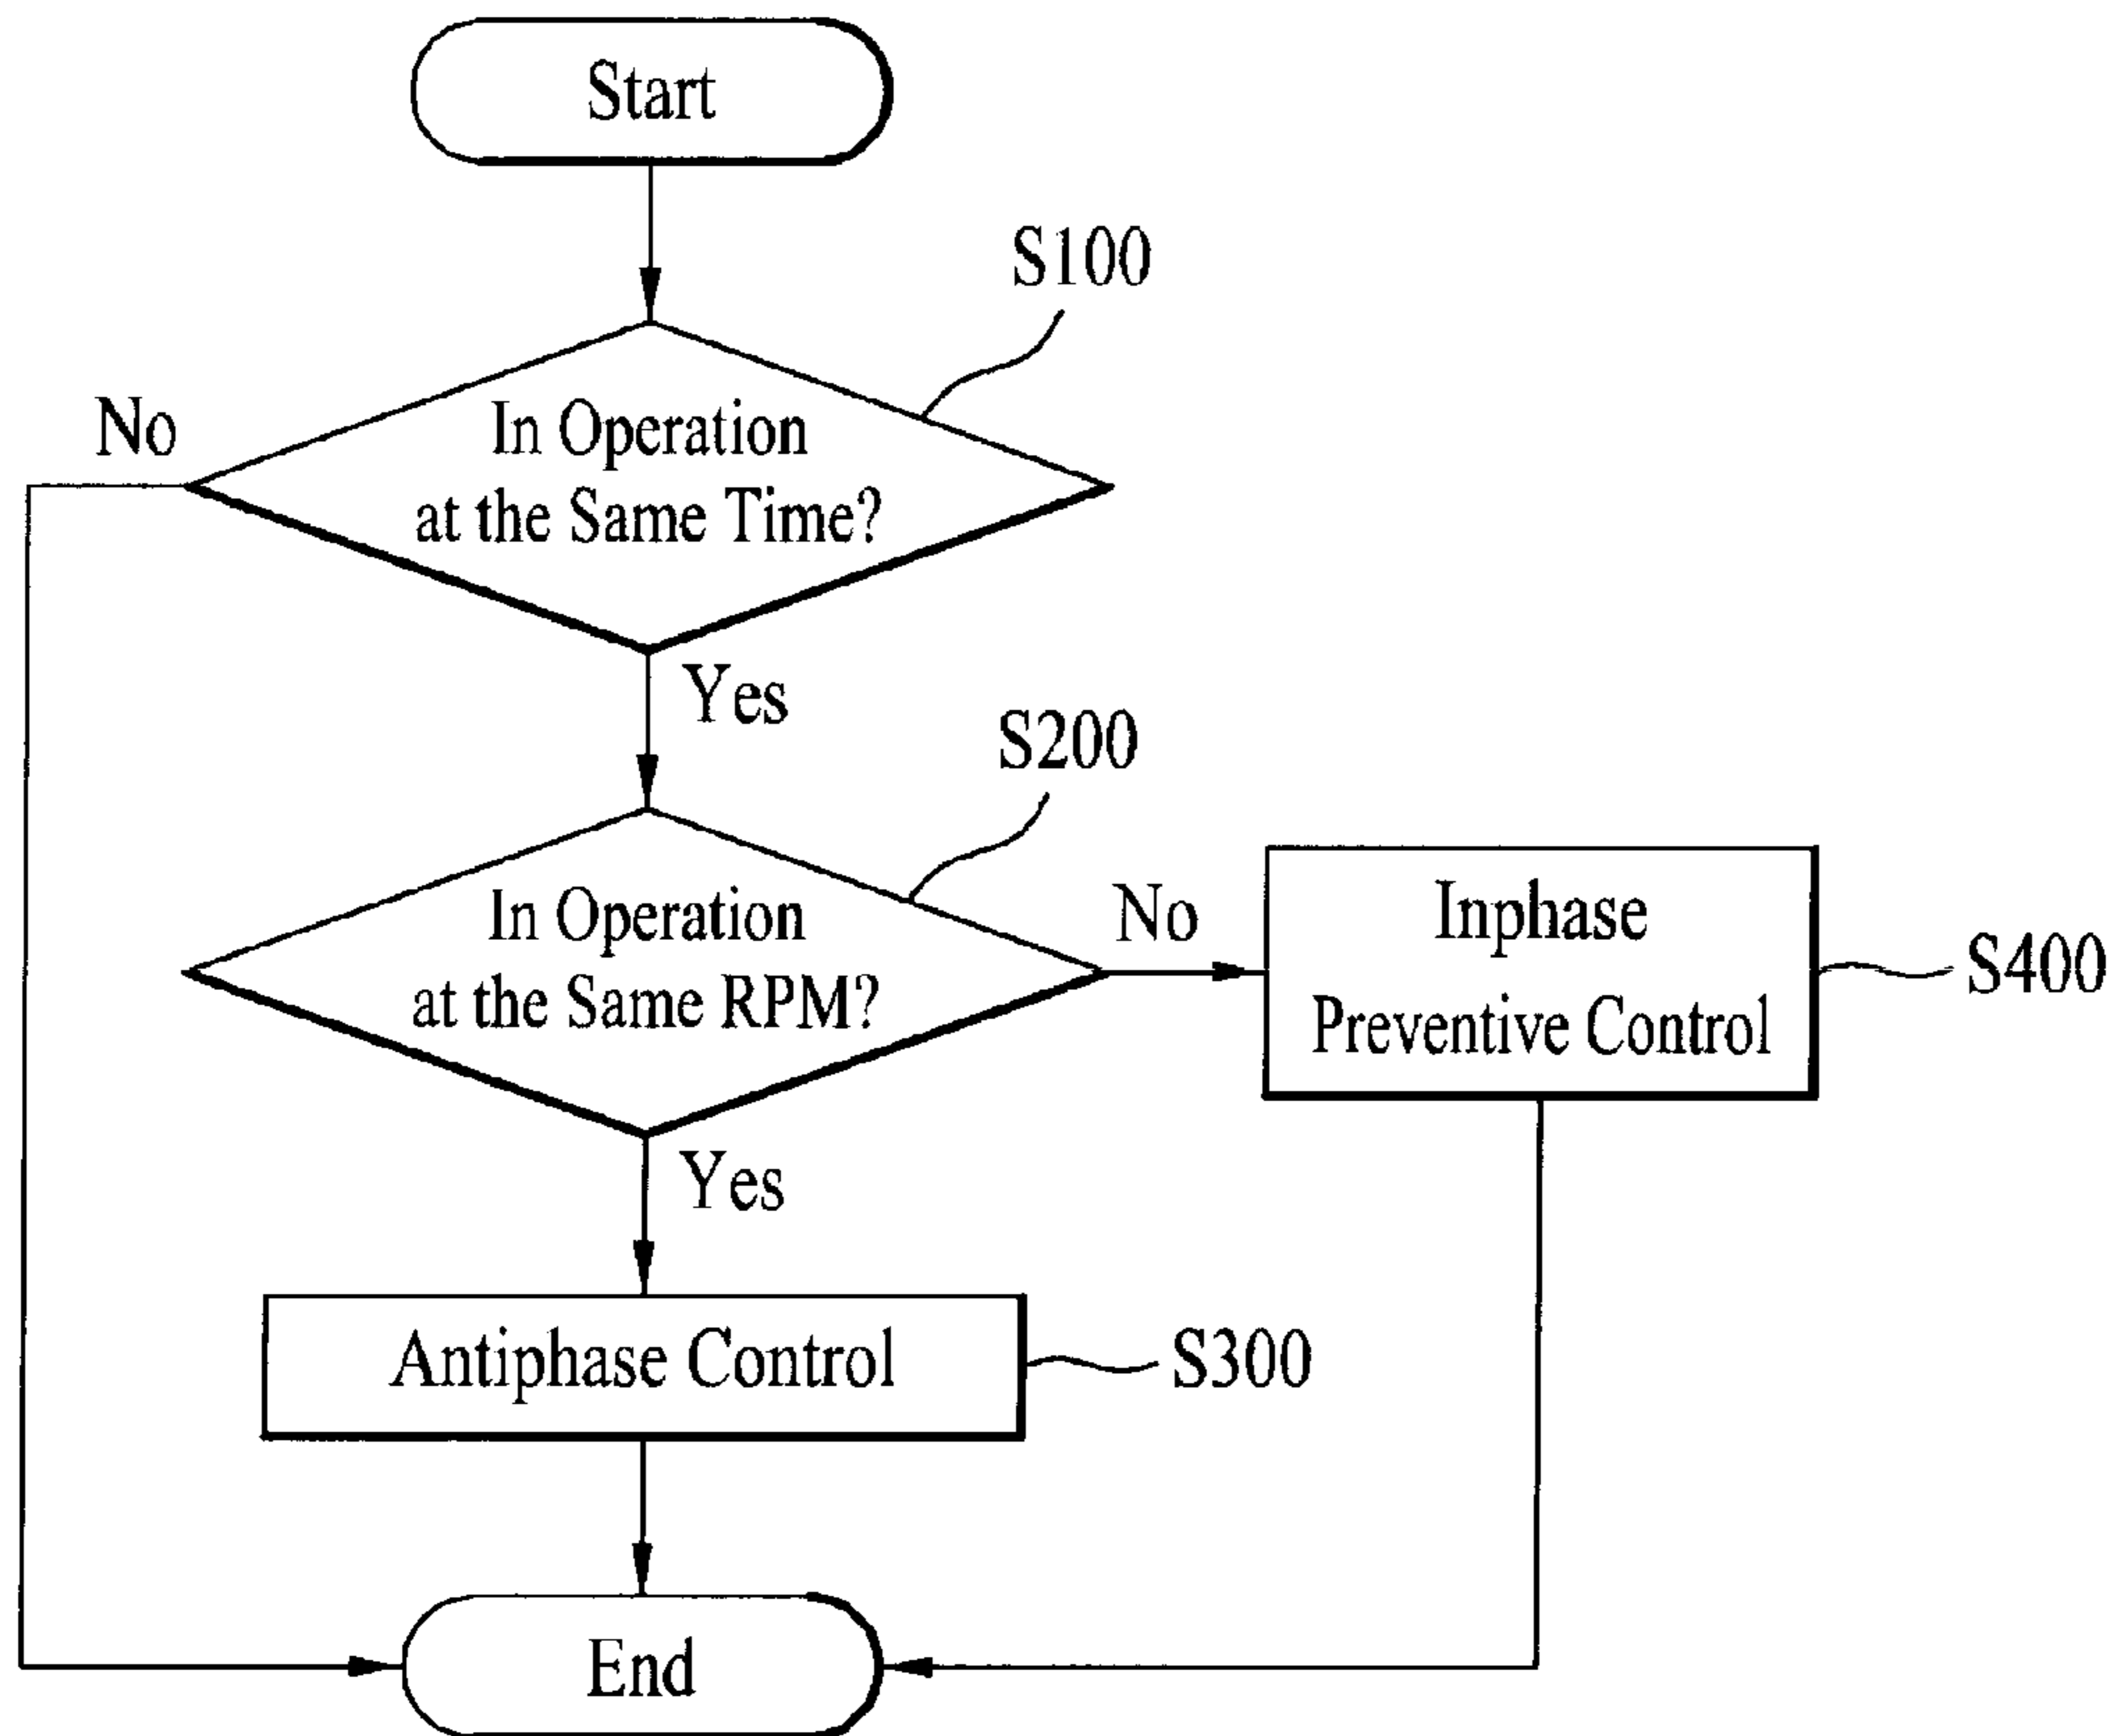 Start
S100
No
In Operation
at the Same Time?
Yes
S200
In Operation
at the Same RPM?
No
Inphase
Preventive Control
S400
Yes
Antiphase Control
S300
End